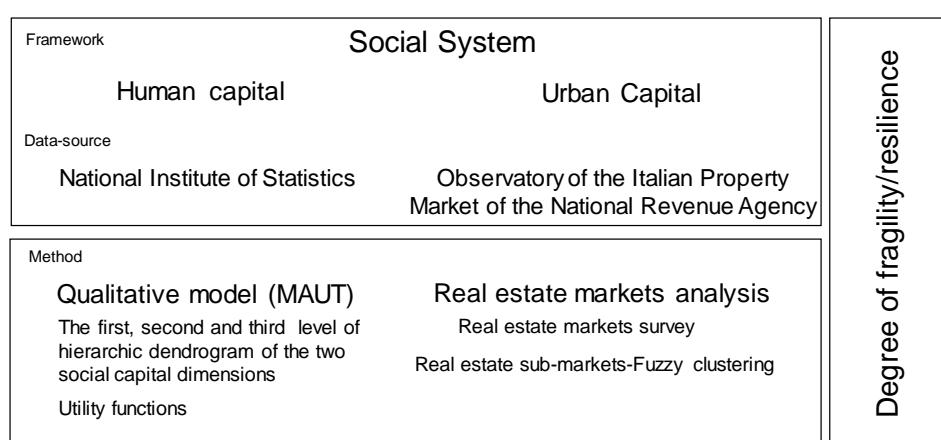 Framework
Social System
Human capital
Urban Capital
Data-source
National Institute of Statistics
Observatory of the Italian Property
Market of the National Revenue Agency
Method
Qualitative model (MAUT)
The first, second and third level of
hierarchic dendrogram of the two
social capital dimensions
Utility functions
Real estate markets analysis
Real estate markets survey
Real estate sub-markets-Fuzzy clustering
Degree of fragility/resilience